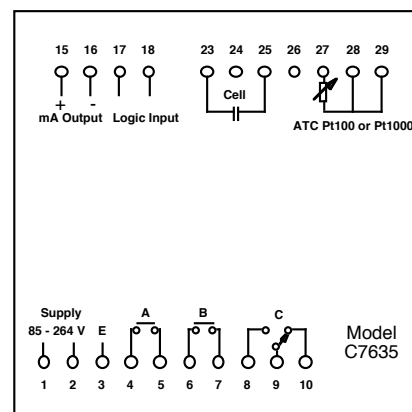 15 16 17 18 23 24 25 26 27 28 29
+ -
Cell
mA Output Logic Input
ATC Pt100 or Pt1000
Supply A B C
85 - 264 V E
Model
C7635
1 2 3 4 5 6 7 8 9 10